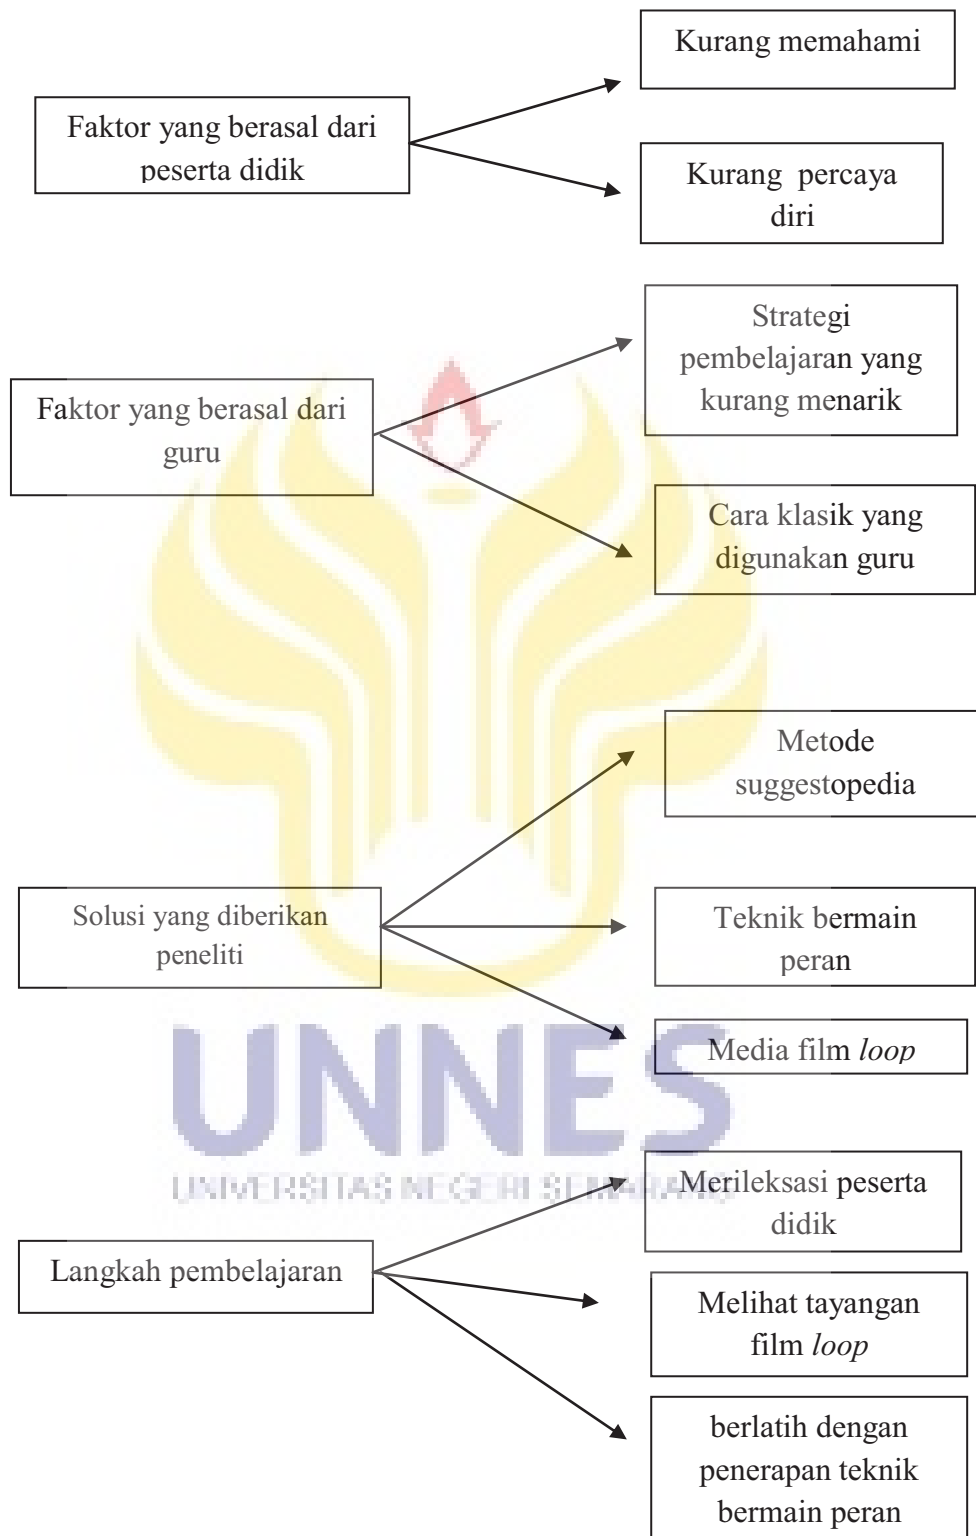 Kurang memahami
Faktor yang berasal dari
peserta didik
Kurang percaya
diri
Strategi
pembelajaran yang
kurang menarik
Faktor yang berasal dari
guru
Cara klasik yang
digunakan guru
Metode
suggestopedia
Solusi yang diberikan
peneliti
Teknik bermain
peran
Media film loop
UNNES
UNIVERSITAS NEGERI SEMARANG
Merileksasi peserta
didik
Langkah pembelajaran
Melihat tayangan
film loop
berlatih dengan
penerapan teknik
bermain peran